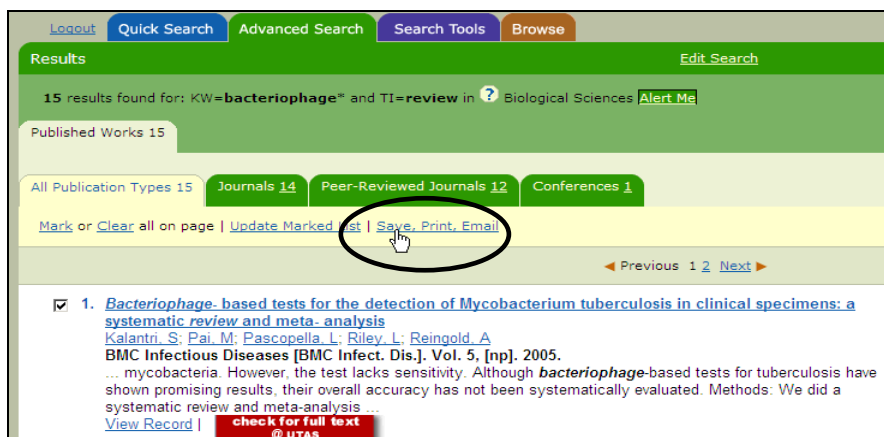 Logout Quick Search Advanced Search Search Tools Browse
Results Edit Search
15 results found for: KW=bacteriophage* and TI=review in ? Biological Sciences Alert Me
Published Works 15
All Publication Types 15 Journals 14 Peer-Reviewed Journals 12 Conferences 1
Mark or Clear all on page | Update Marked List | Save, Print, Email
Previous 1 2 Next
1. Bacteriophage- based tests for the detection of Mycobacterium tuberculosis in clinical specimens: a
systematic review and meta- analysis
Kalantri, S; Pai, M; Pascopella, L; Riley, L; Reingold, A
BMC Infectious Diseases [BMC Infect. Dis.]. Vol. 5, [np]. 2005.
... mycobacteria. However, the test lacks sensitivity. Although bacteriophage-based tests for tuberculosis have
shown promising results, their overall accuracy has not been systematically evaluated. Methods: We did a
systematic review and meta-analysis ...
View Record | check for full text
@ UTAS